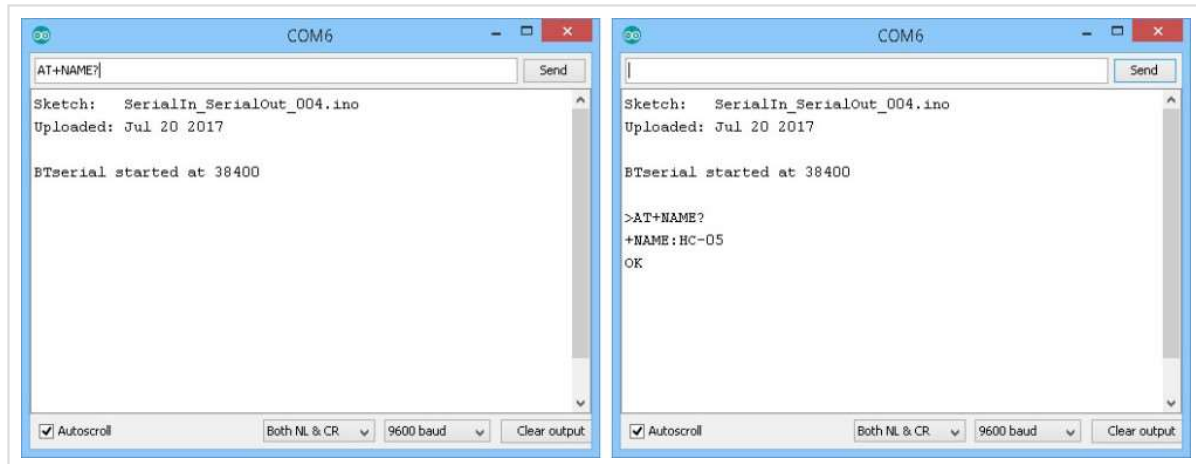 COM6
AT+NAME?
Send
Sketch: SerialIn_SerialOut_004.ino
Uploaded: Jul 20 2017
BTserial started at 38400
Autoscroll
Both NL & CR
9600 baud
Clear output
COM6
Send
Sketch: SerialIn_SerialOut_004.ino
Uploaded: Jul 20 2017
BTserial started at 38400
>AT+NAME?
+NAME:HC-05
OK
Autoscroll
Both NL & CR
9600 baud
Clear output